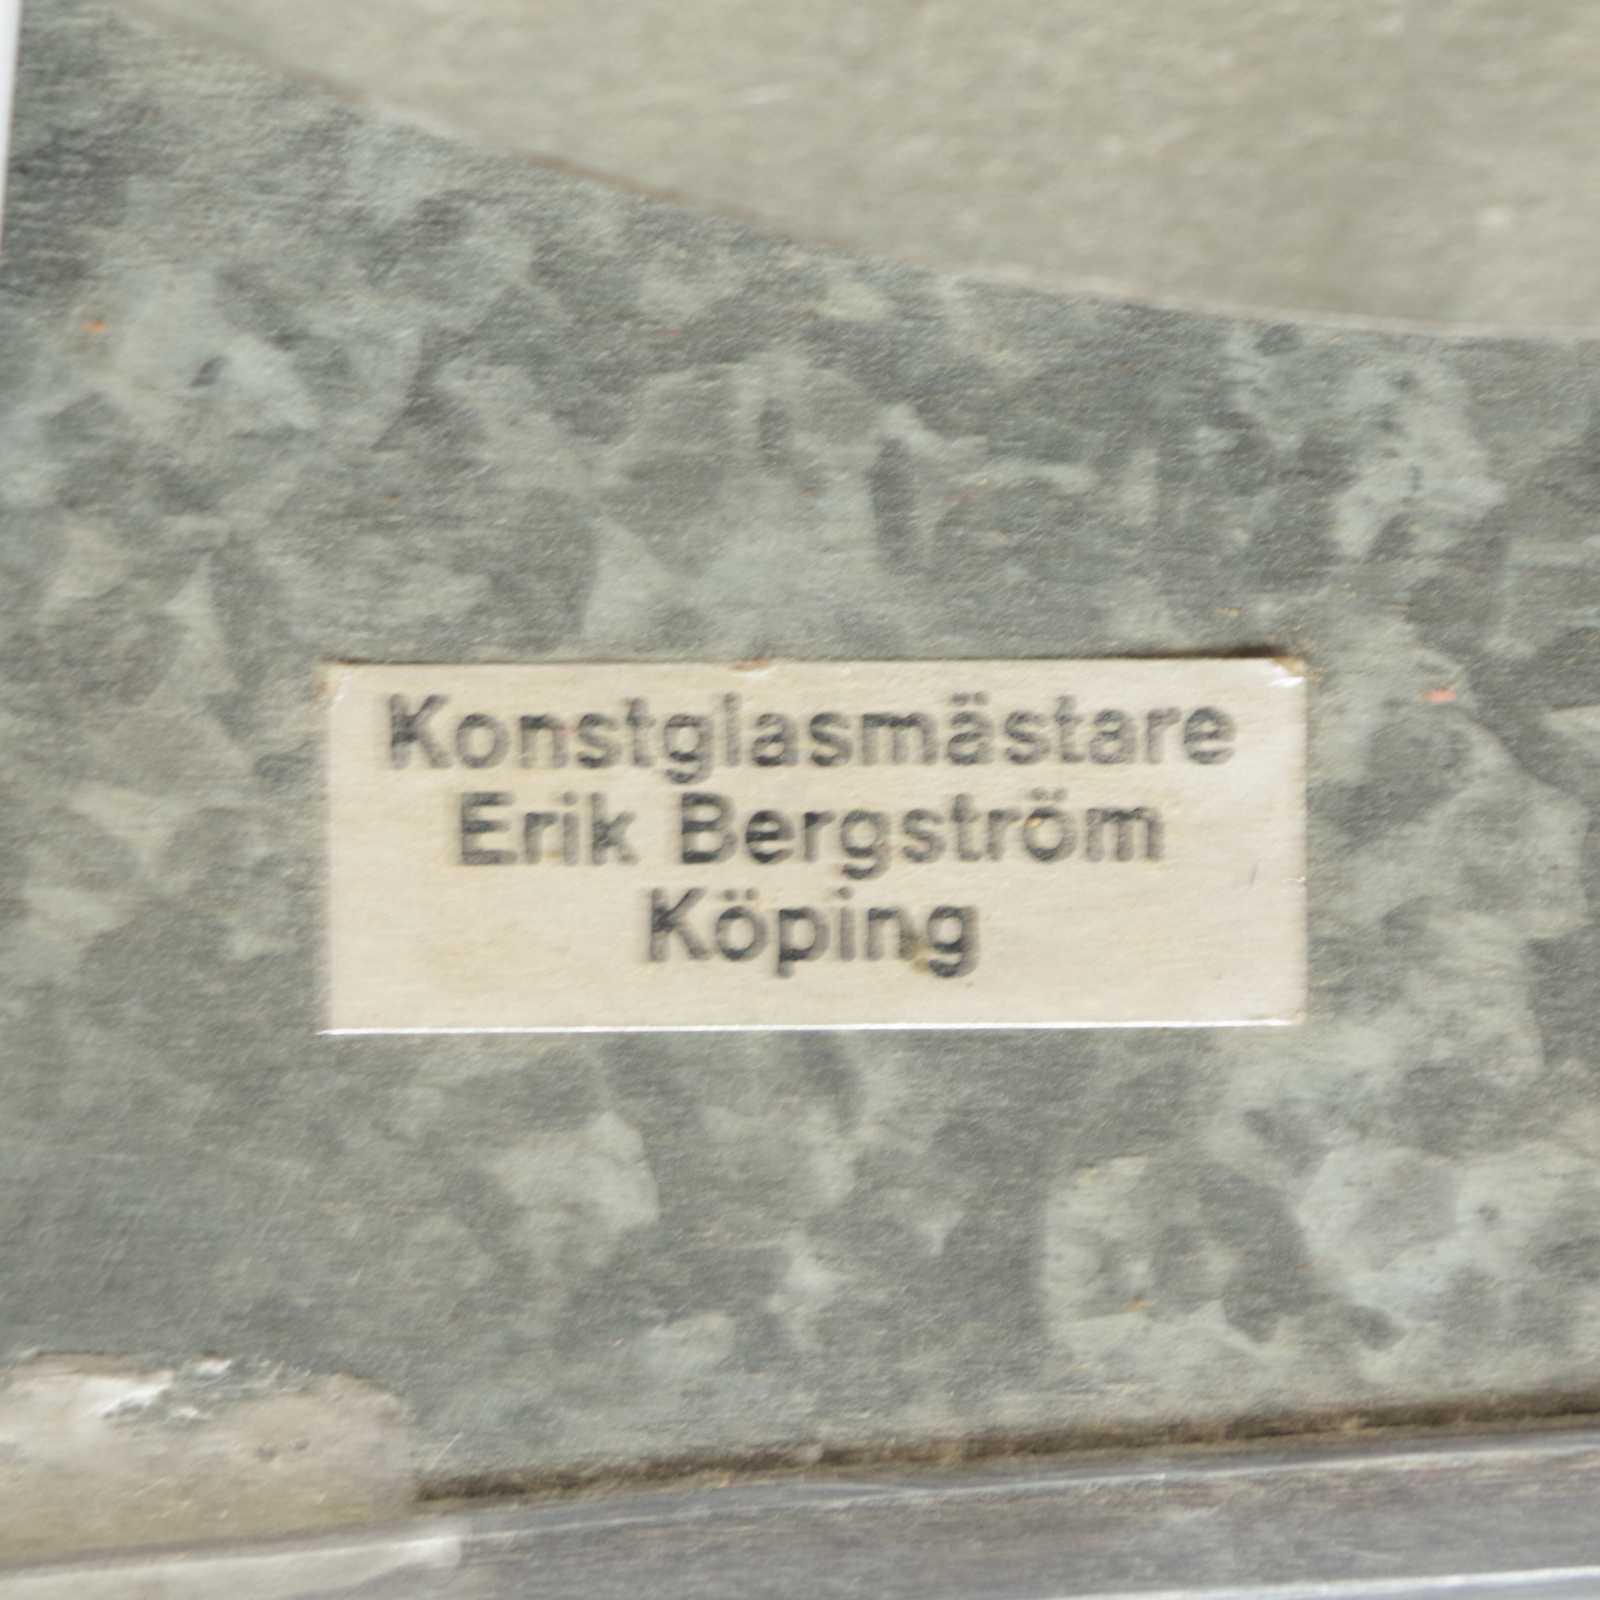 Konstglasmästare
Erik Bergström
Köping